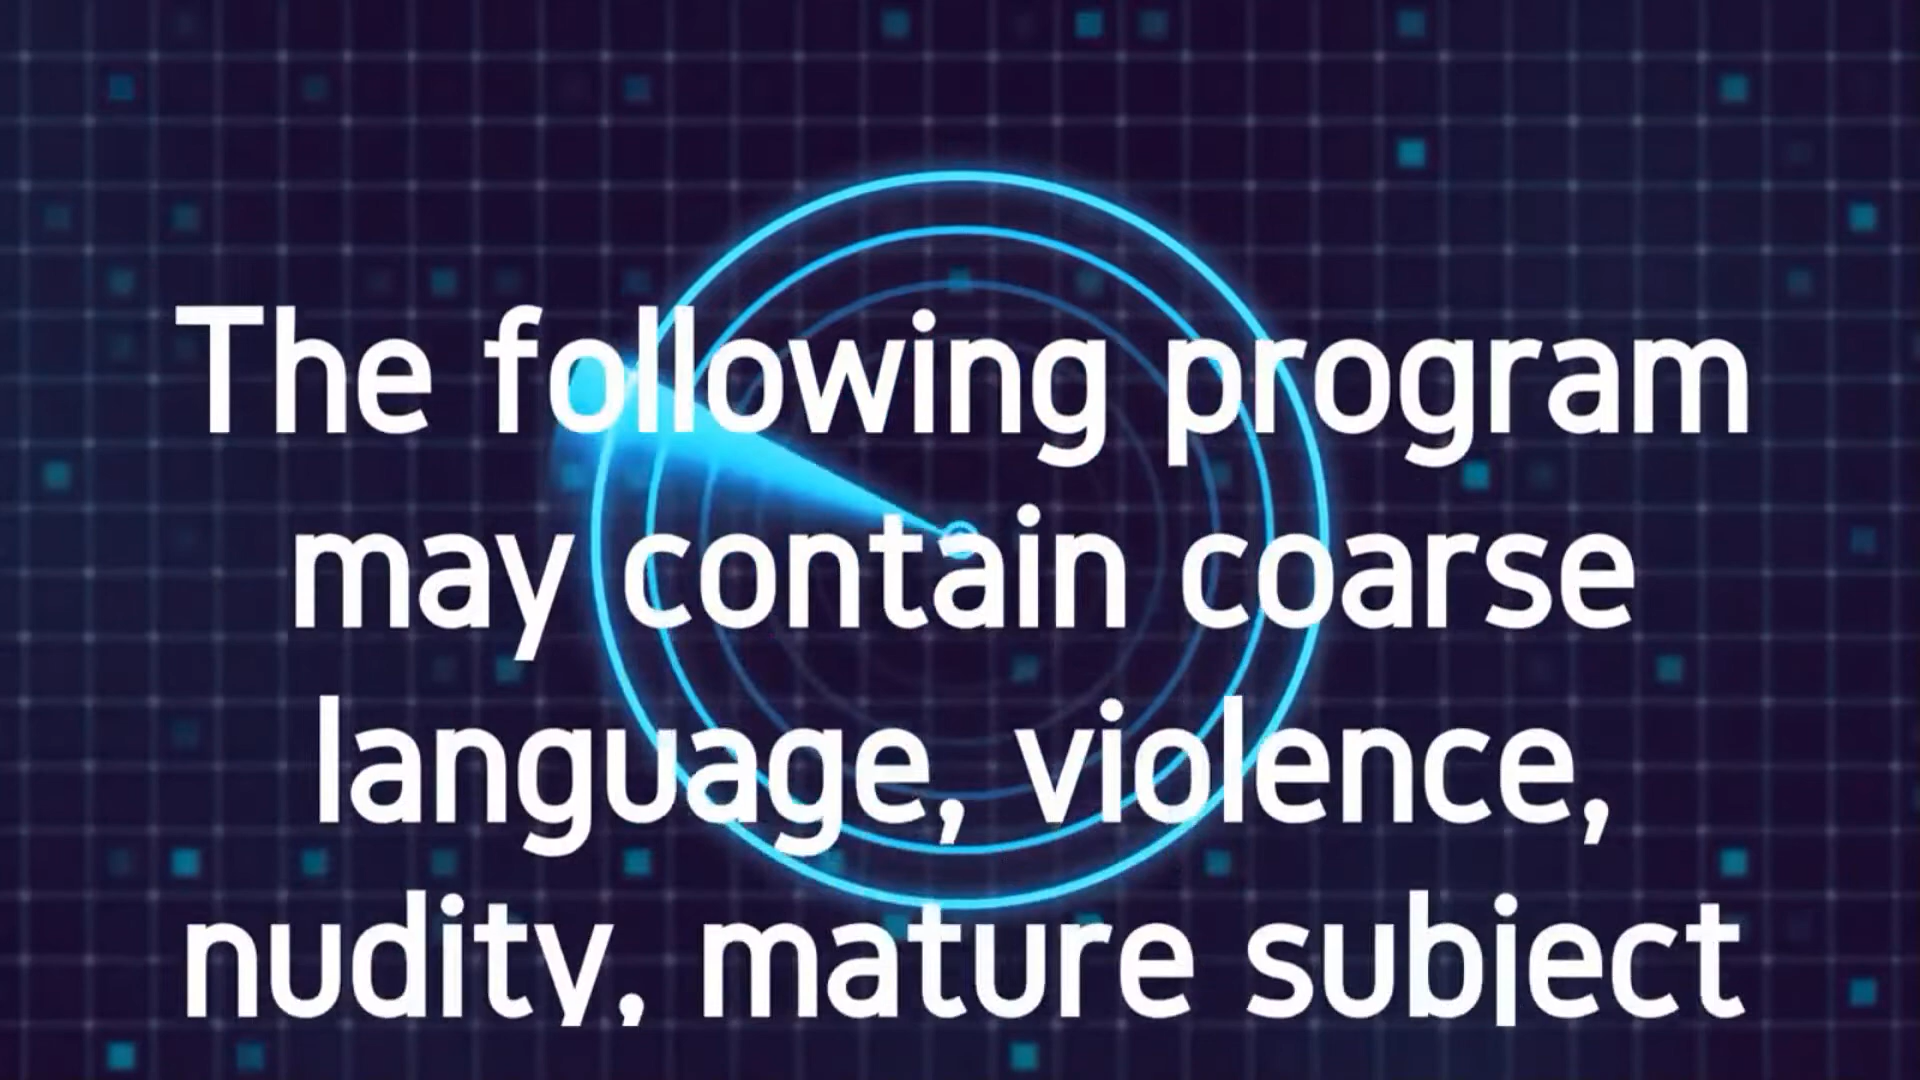 The following program
may contain coarse
language, violence,
nudity, mature subject